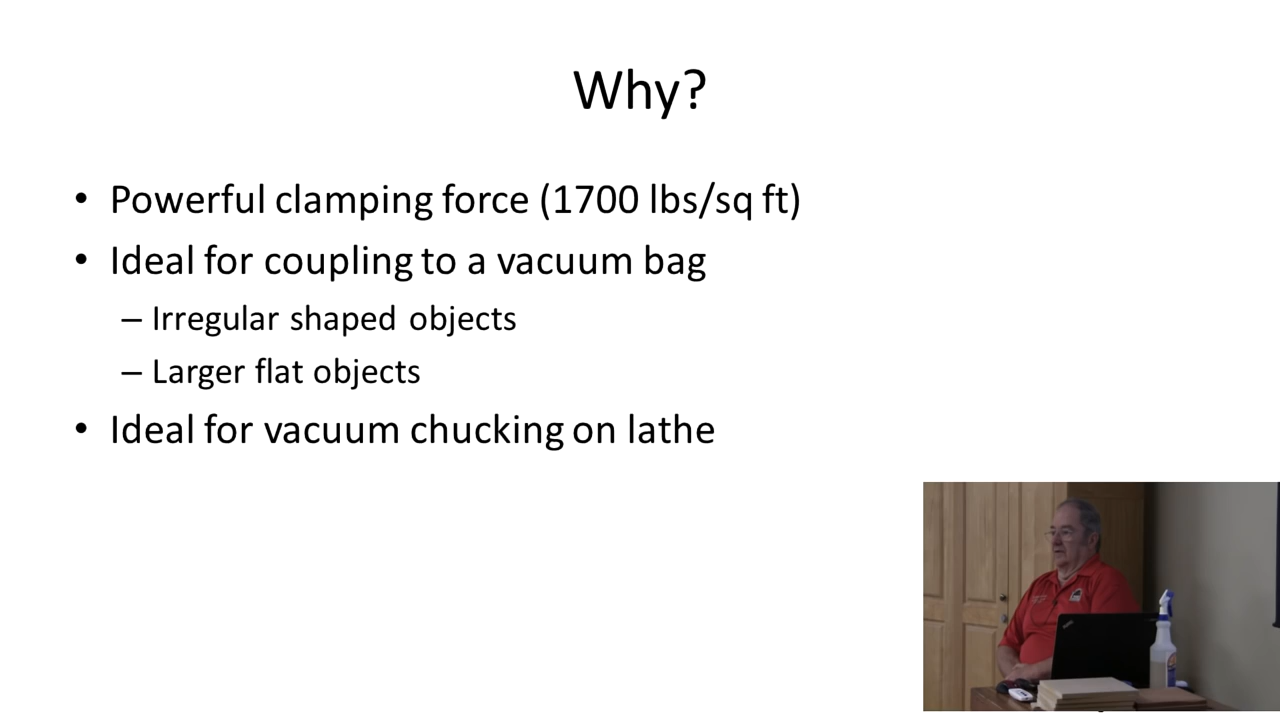 Why?
• Powerful clamping force (1700 lbs/sq ft)
• Ideal for coupling to a vacuum bag
– Irregular shaped objects
– Larger flat objects
• Ideal for vacuum chucking on lathe